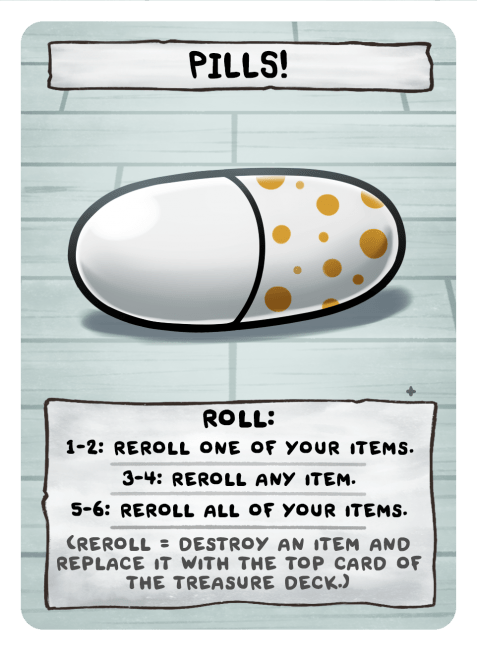 PILLS!
ROLL:
1-2: REROLL ONE OF YOUR ITEMS.
3-4: REROLL ANY ITEM.
5-6: REROLL ALL OF YOUR ITEMS.
(REROLL = DESTROY AN ITEM AND
REPLACE IT WITH THE TOP CARD OF
THE TREASURE DECK.)